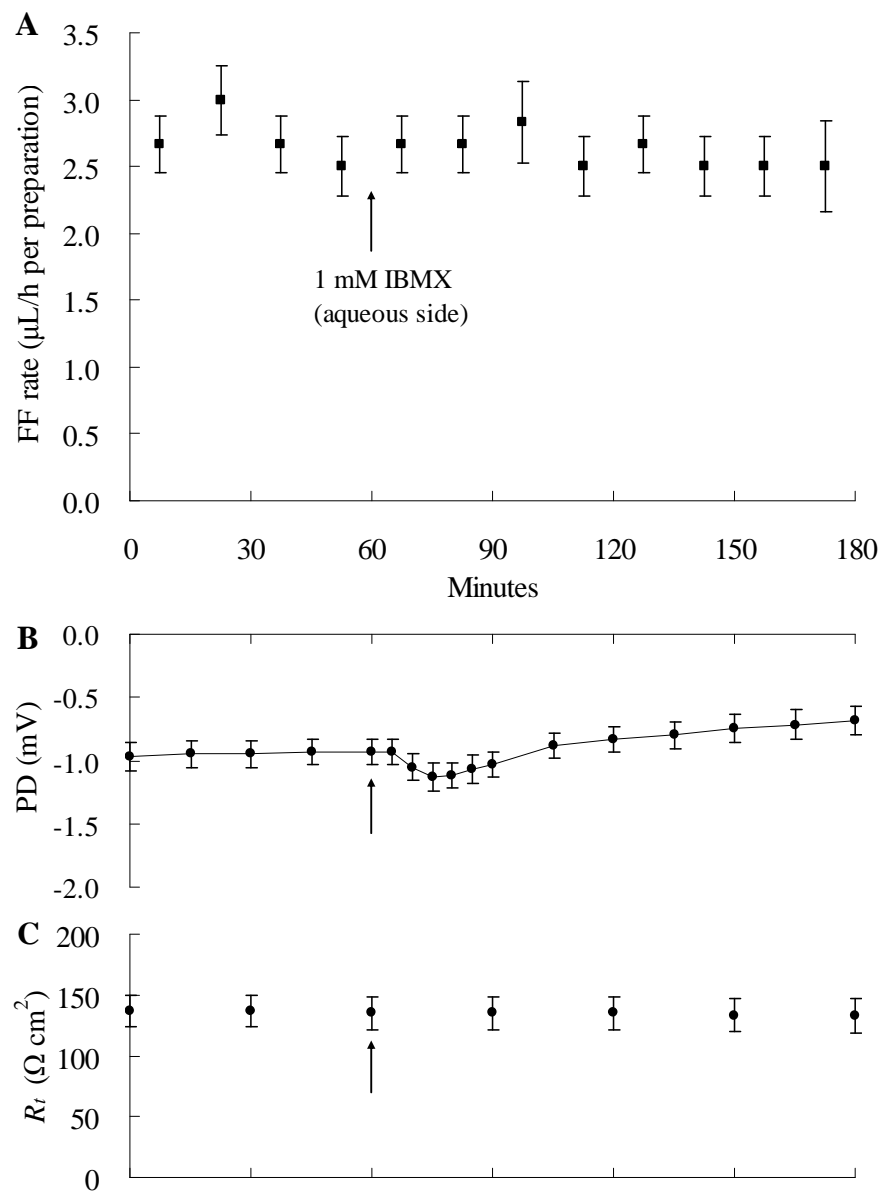 A
FF rate (μL/h per preparation)
3.5
3.0
2.5
2.0
1.5
1.0
0.5
0.0
1 mM IBMX
(aqueous side)
0 30 60 90 120 150 180
Minutes
B
PD (mV)
0.0
-0.5
-1.0
-1.5
-2.0
C
Rt (Ω cm²)
200
150
100
50
0